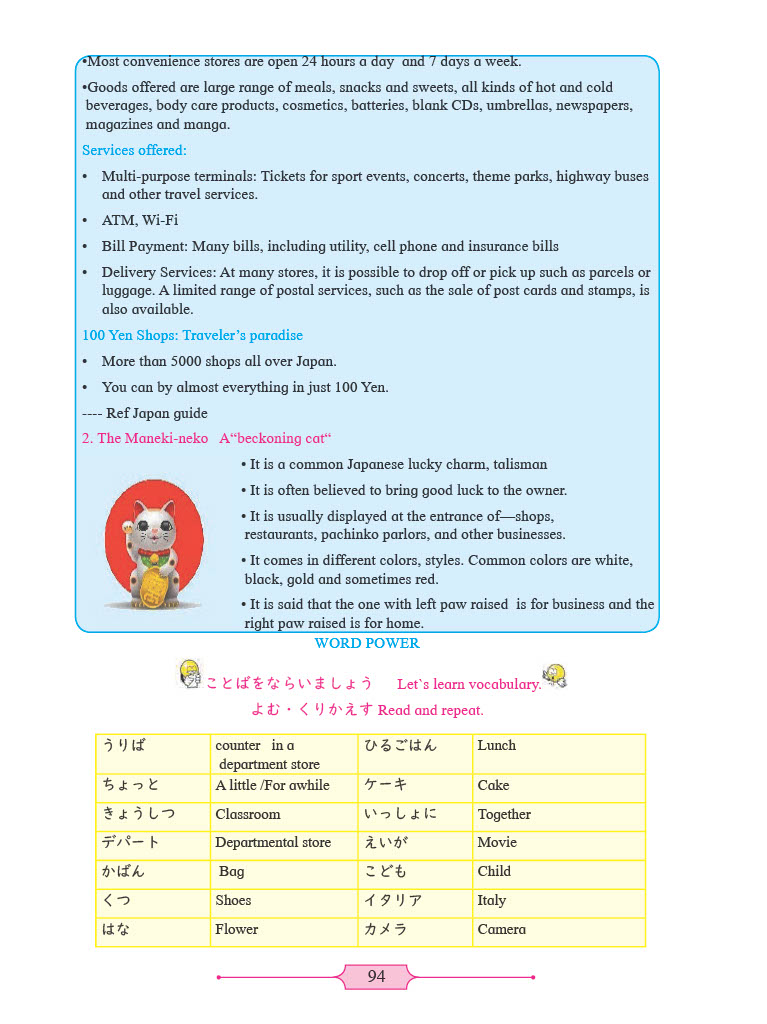 •Most convenience stores are open 24 hours a day  and 7 days a week.
•Goods offered are large range of meals, snacks and sweets, all kinds of hot and cold
beverages, body care products, cosmetics, batteries, blank CDs, umbrellas, newspapers,
magazines and manga.
Services offered:
• Multi-purpose terminals: Tickets for sport events, concerts, theme parks, highway buses
and other travel services.
• ATM, Wi-Fi
• Bill Payment: Many bills, including utility, cell phone and insurance bills
• Delivery Services: At many stores, it is possible to drop off or pick up such as parcels or
luggage. A limited range of postal services, such as the sale of post cards and stamps, is
also available.
100 Yen Shops: Traveler’s paradise
• More than 5000 shops all over Japan.
• You can by almost everything in just 100 Yen.
---- Ref Japan guide
2. The Maneki-neko   A“beckoning cat“
• It is a common Japanese lucky charm, talisman
• It is often believed to bring good luck to the owner.
• It is usually displayed at the entrance of—shops,
restaurants, pachinko parlors, and other businesses.
• It comes in different colors, styles. Common colors are white,
black, gold and sometimes red.
• It is said that the one with left paw raised  is for business and the
right paw raised is for home.
WORD POWER
ことばをならいましょう   Let`s learn vocabulary.
よむ・くりかえす Read and repeat.
うりば counter   in a ひるごはん Lunch
department store
ちょっと A little /For awhile ケーキ Cake
きょうしつ Classroom いっしょに Together
デパート Departmental store えいが Movie
かばん Bag こども Child
くつ Shoes イタリア Italy
はな Flower カメラ Camera
94